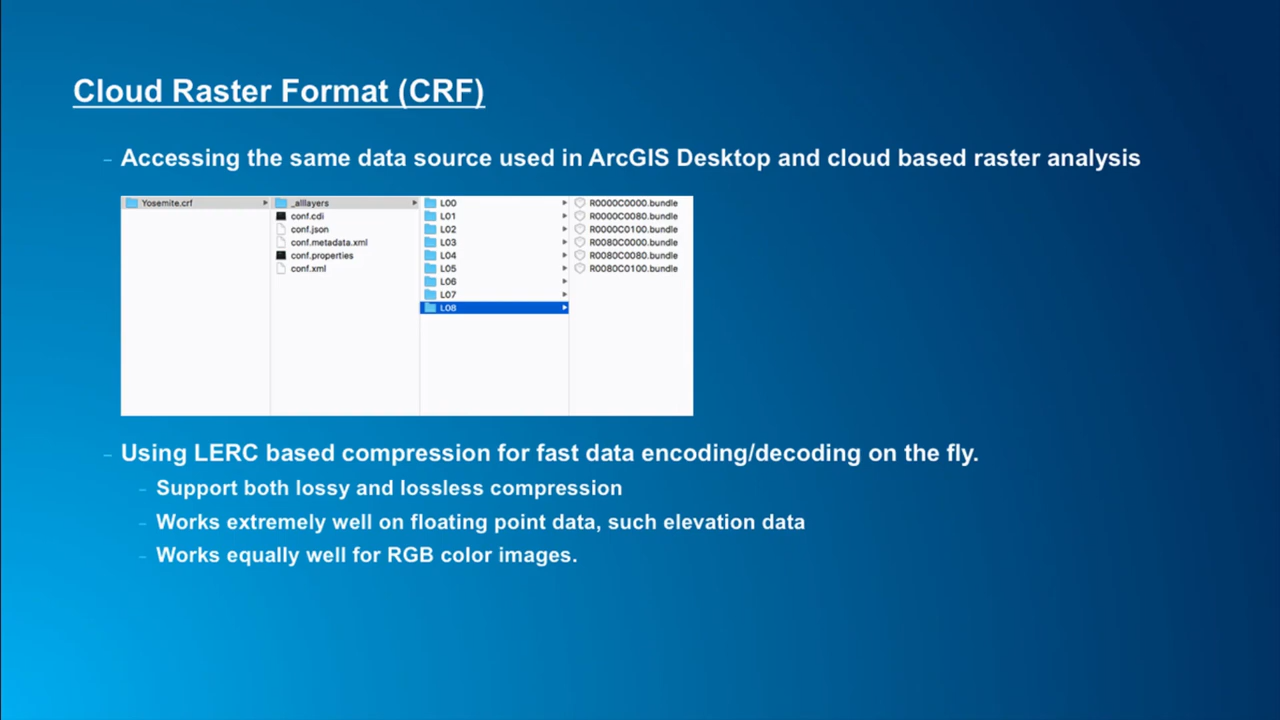 Cloud Raster Format (CRF)
– Accessing the same data source used in ArcGIS Desktop and cloud based raster analysis
Yosemite.crf
_alllayers
conf.cdi
conf.json
conf.metadata.xml
conf.properties
conf.xml
L00
L01
L02
L03
L04
L05
L06
L07
L08
R0000C0000.bundle
R0000C0080.bundle
R0000C0100.bundle
R0080C0000.bundle
R0080C0080.bundle
R0080C0100.bundle
– Using LERC based compression for fast data encoding/decoding on the fly.
– Support both lossy and lossless compression
– Works extremely well on floating point data, such elevation data
– Works equally well for RGB color images.